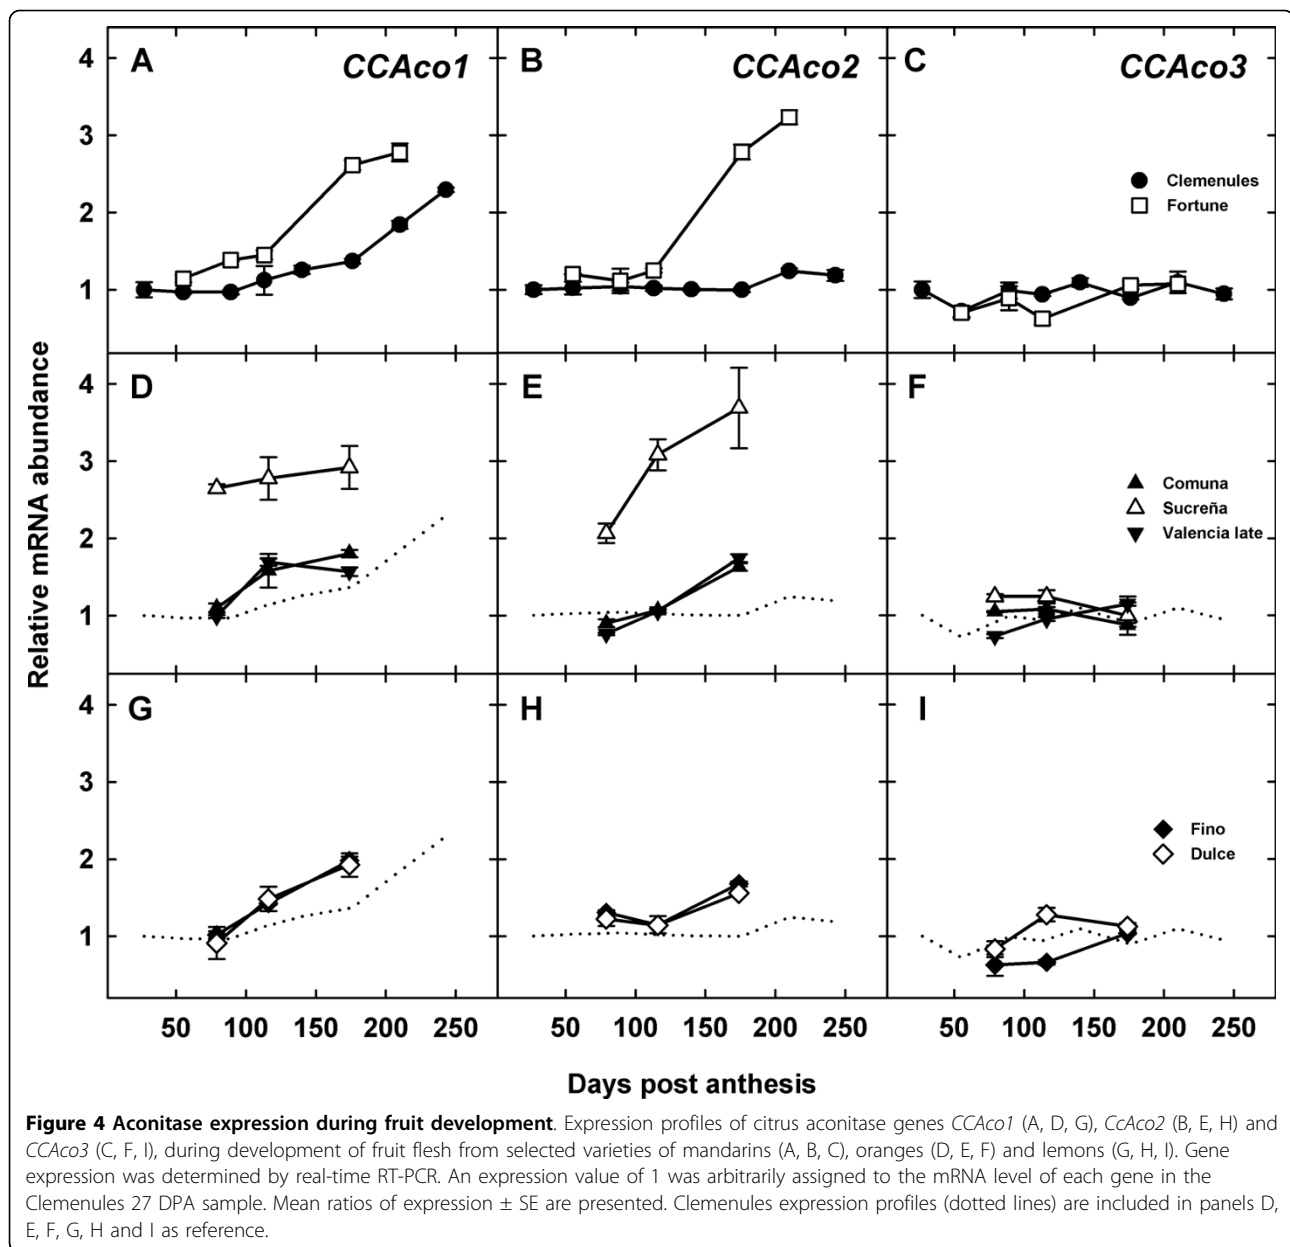 A
CCAco1
B
CCAco2
C
CCAco3
4
3
2
1
Clemenules
Fortune
D
E
F
4
3
2
1
Comuna
Sucreña
Valencia late
G
H
I
4
3
2
1
Fino
Dulce
Relative mRNA abundance
50 100 150 200 250 50 100 150 200 250 50 100 150 200 250
Days post anthesis
Figure 4 Aconitase expression during fruit development. Expression profiles of citrus aconitase genes CCAco1 (A, D, G), CcAco2 (B, E, H) and
CCAco3 (C, F, I), during development of fruit flesh from selected varieties of mandarins (A, B, C), oranges (D, E, F) and lemons (G, H, I). Gene
expression was determined by real-time RT-PCR. An expression value of 1 was arbitrarily assigned to the mRNA level of each gene in the
Clemenules 27 DPA sample. Mean ratios of expression ± SE are presented. Clemenules expression profiles (dotted lines) are included in panels D,
E, F, G, H and I as reference.